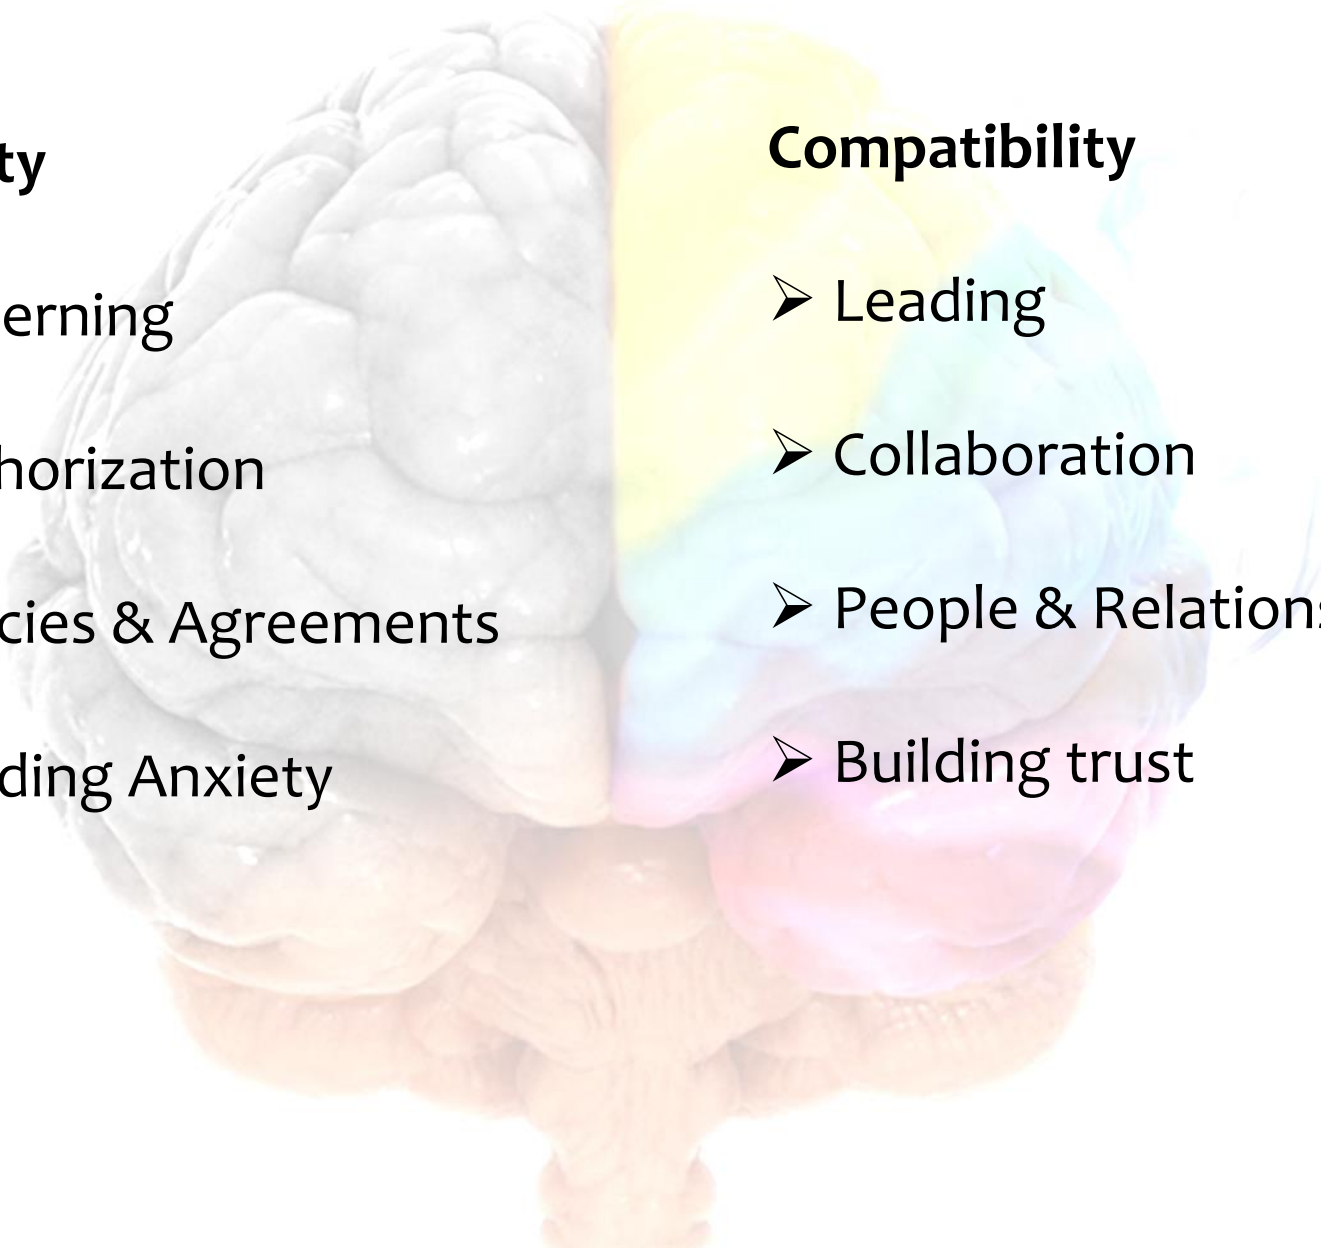 ty
erning
horization
cies & Agreements
ding Anxiety
Compatibility
➢ Leading
➢ Collaboration
➢ People & Relations
➢ Building trust